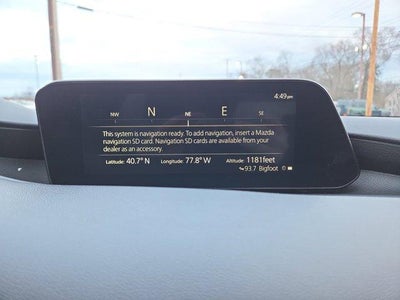 4:49pm
NW N NE E SE
This system is navigation ready. To add navigation, insert a Mazda
navigation SD card. Navigation SD cards are available from your
dealer as an accessory.
Latitude: 40.7° N Longitude: 77.8° W Altitude: 1181feet
93.7 Bigfoot